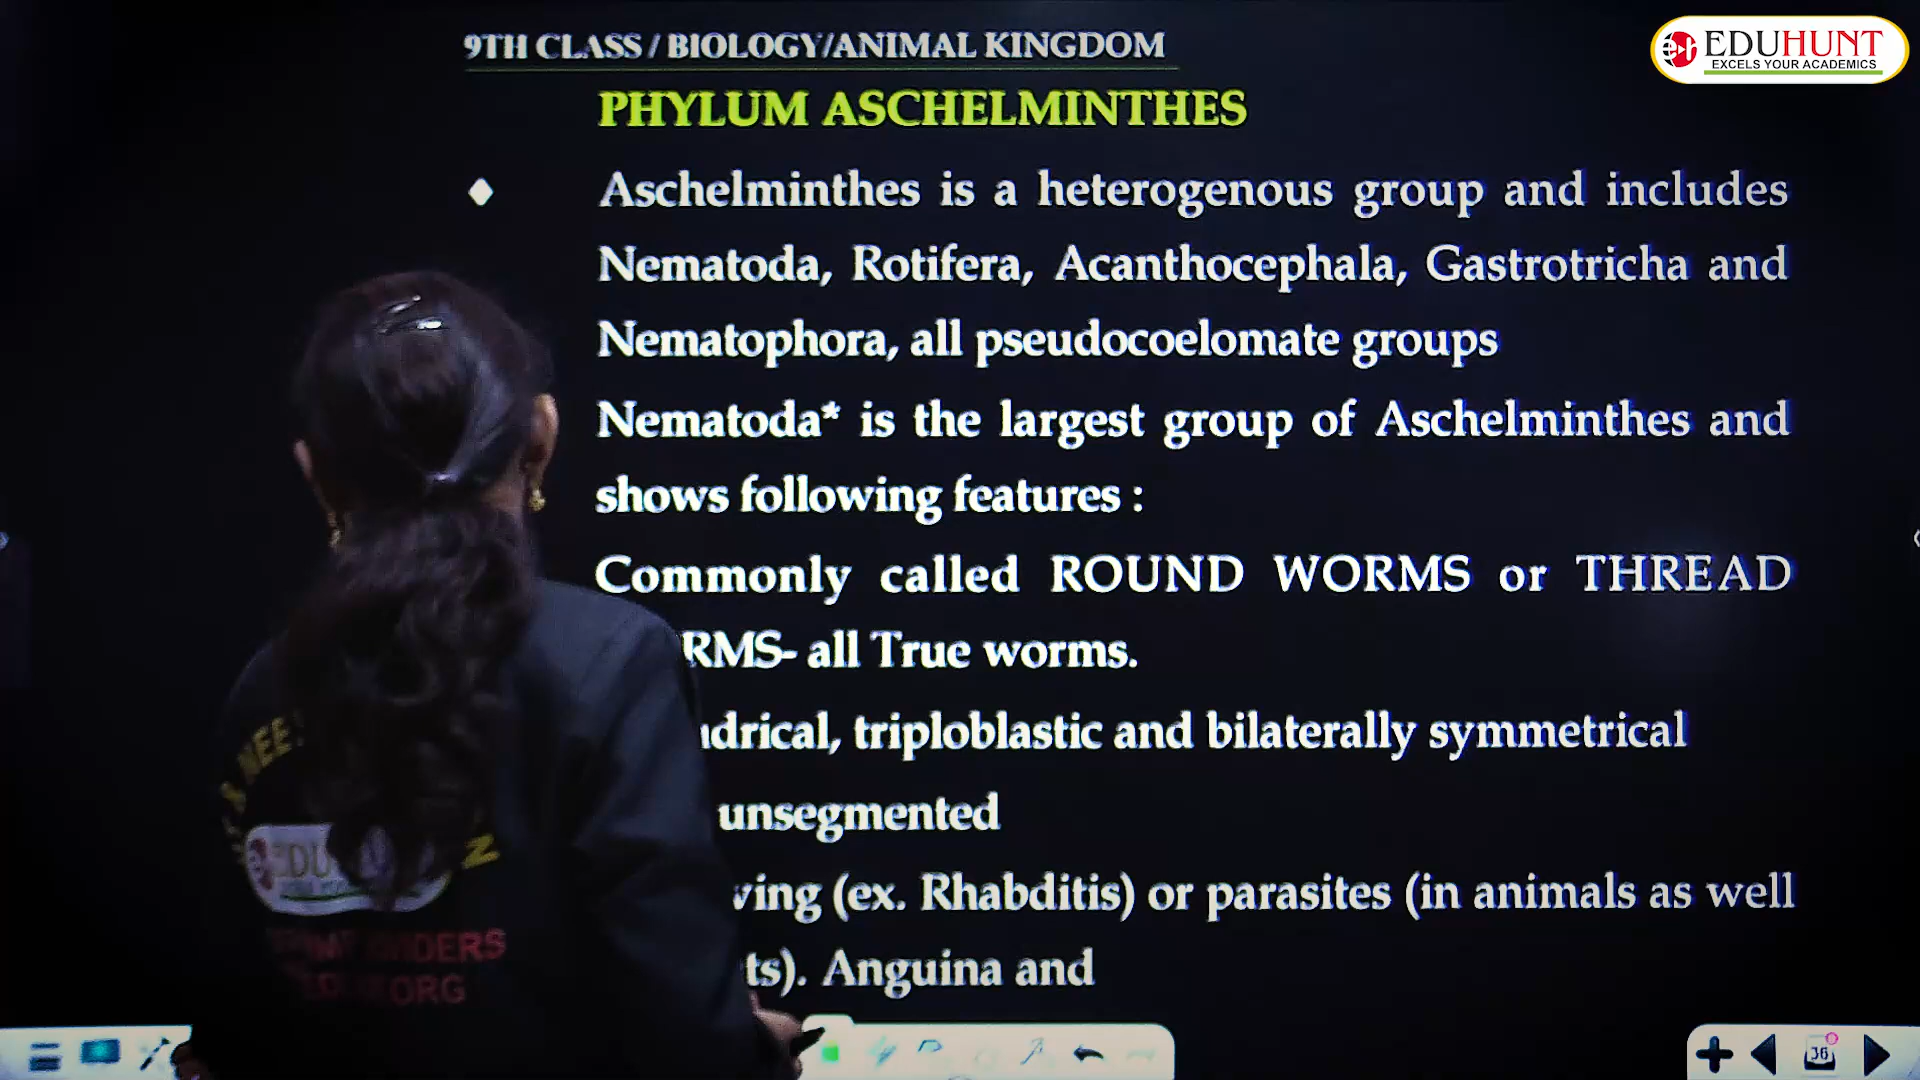 9TH CLASS / BIOLOGY/ANIMAL KINGDOM
EDUHUNT
EXCELS YOUR ACADEMICS
PHYLUM ASCHELMINTHES
Aschelminthes is a heterogenous group and includes
Nematoda, Rotifera, Acanthocephala, Gastrotricha and
Nematophora, all pseudocoelomate groups
Nematoda* is the largest group of Aschelminthes and
shows following features :
Commonly called ROUND WORMS or THREAD
RMS- all True worms.
drical, triploblastic and bilaterally symmetrical
unsegmented
ving (ex. Rhabditis) or parasites (in animals as well
ts). Anguina and
36